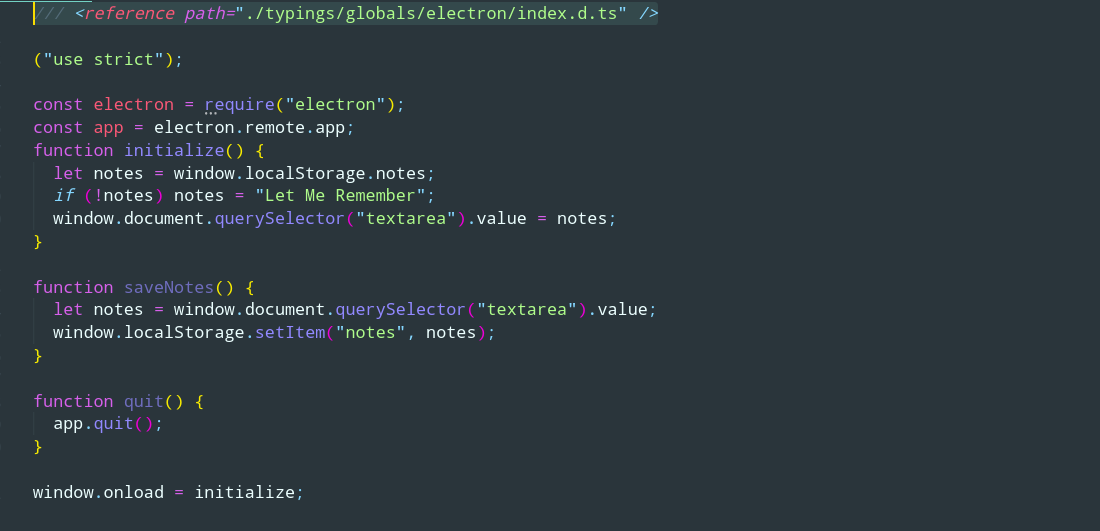 /// <reference path="./typings/globals/electron/index.d.ts" />
("use strict");
const electron = require("electron");
const app = electron.remote.app;
function initialize() {
let notes = window.localStorage.notes;
if (!notes) notes = "Let Me Remember";
window.document.querySelector("textarea").value = notes;
}
function saveNotes() {
let notes = window.document.querySelector("textarea").value;
window.localStorage.setItem("notes", notes);
}
function quit() {
app.quit();
}
window.onload = initialize;